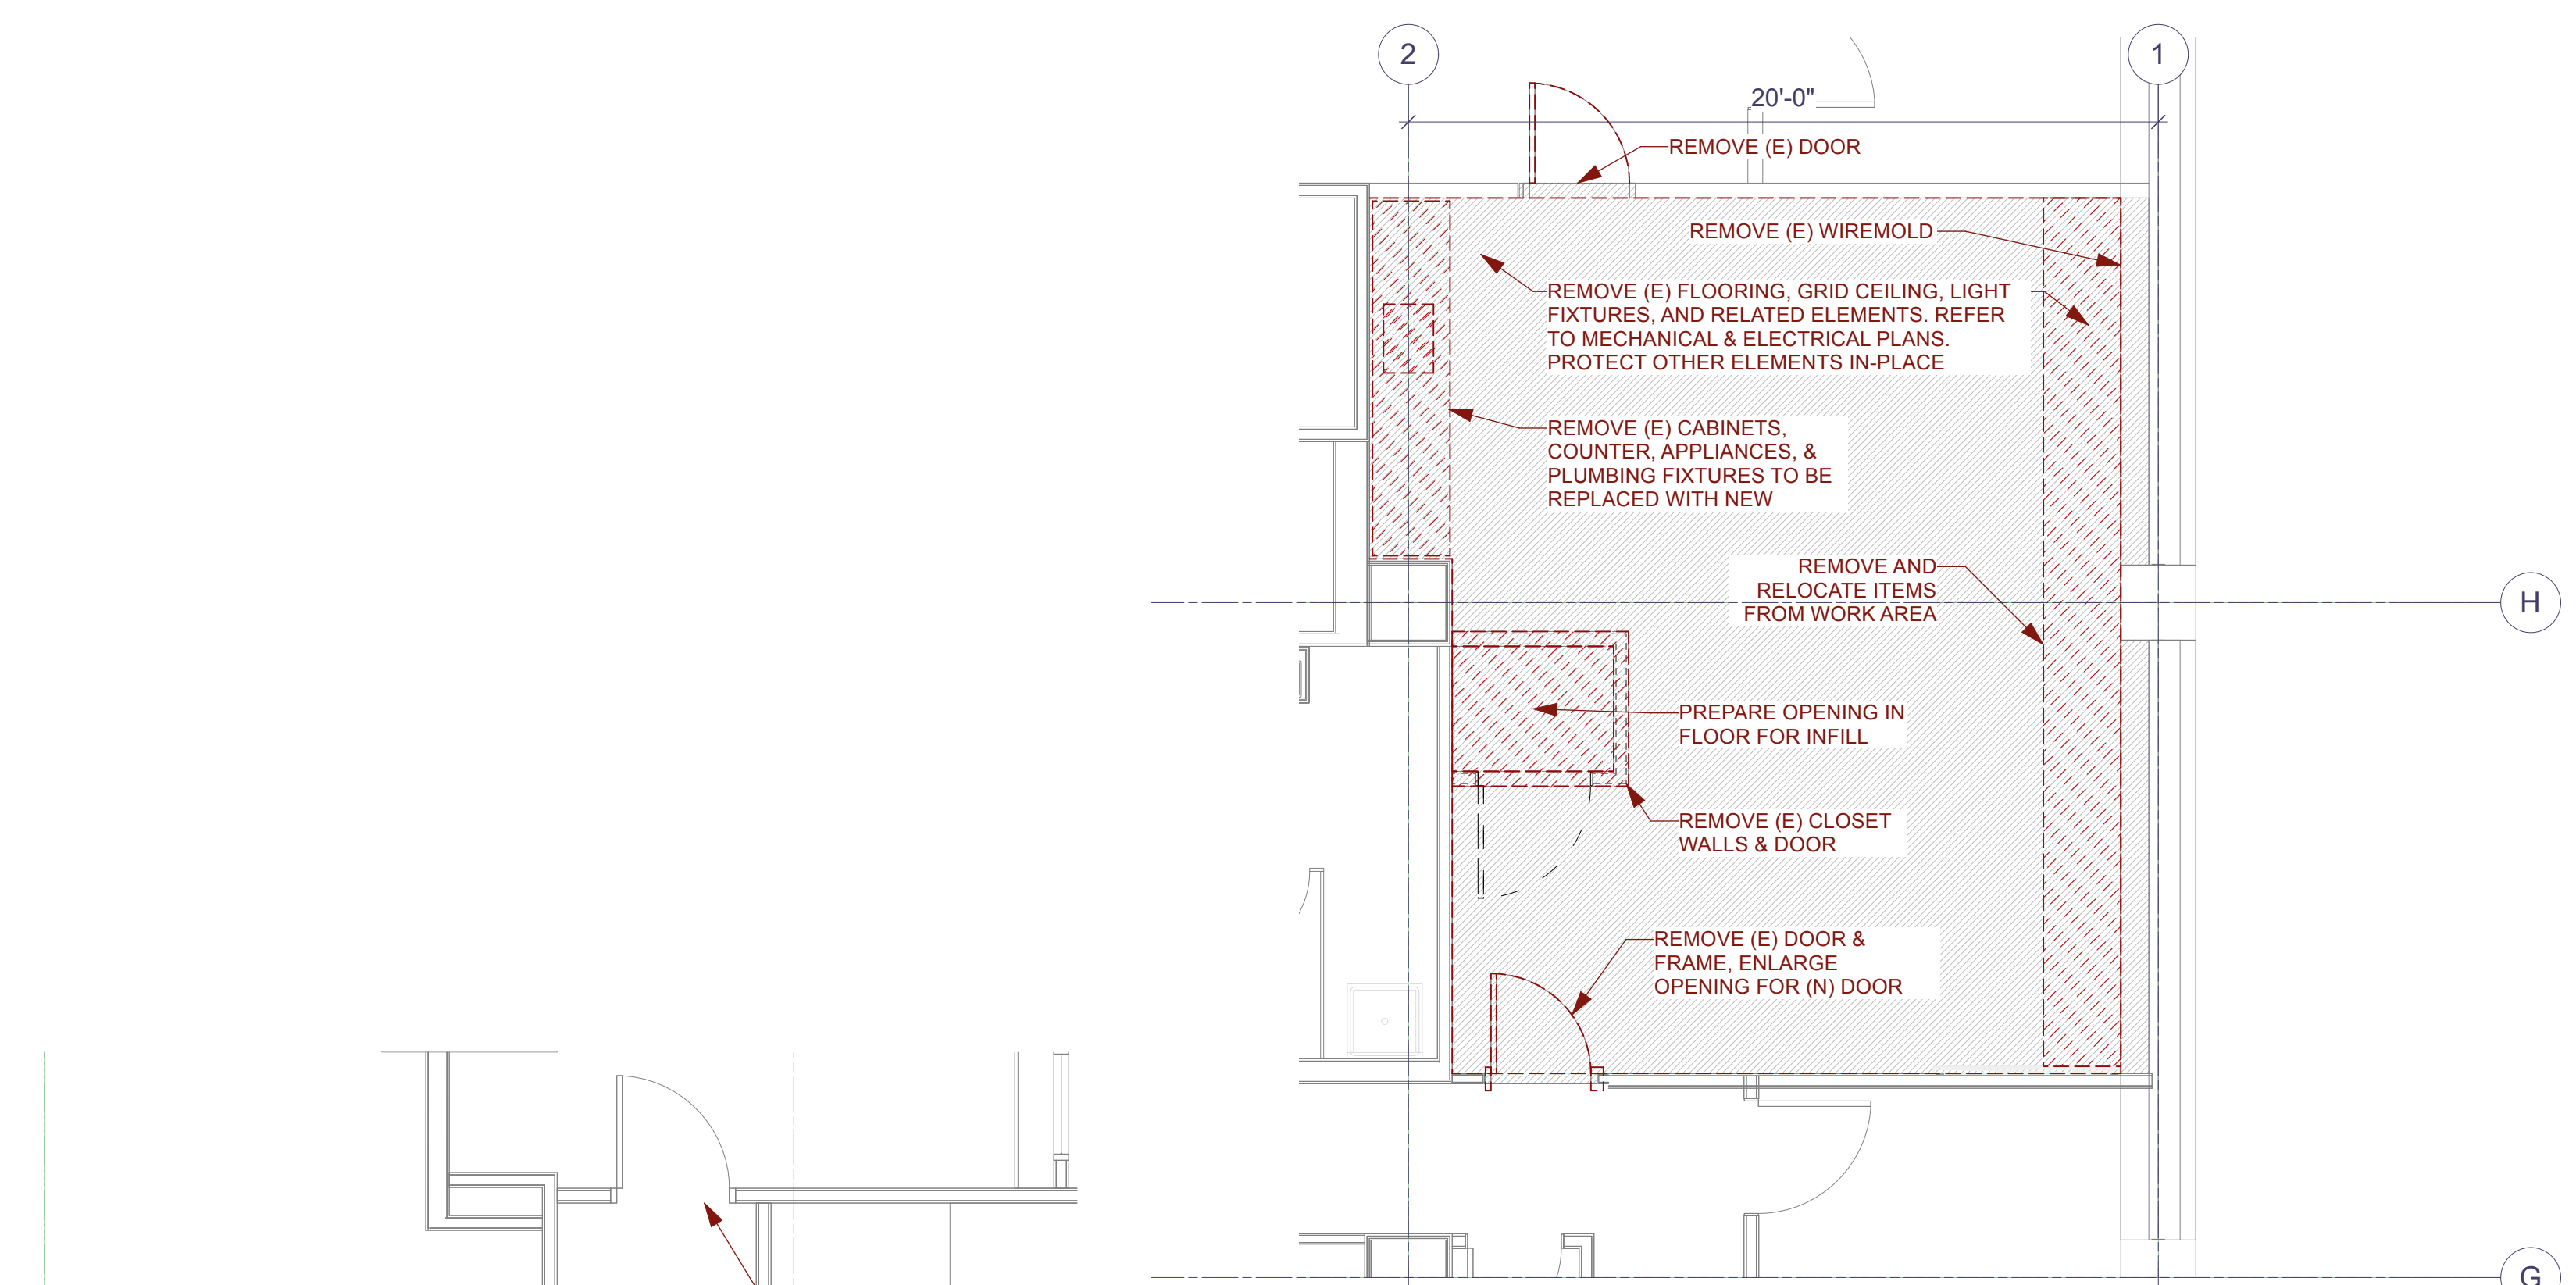 2
1
20'-0"
REMOVE (E) DOOR
REMOVE (E) WIREMOLD
REMOVE (E) FLOORING, GRID CEILING, LIGHT
FIXTURES, AND RELATED ELEMENTS. REFER
TO MECHANICAL & ELECTRICAL PLANS.
PROTECT OTHER ELEMENTS IN-PLACE
REMOVE (E) CABINETS,
COUNTER, APPLIANCES, &
PLUMBING FIXTURES TO BE
REPLACED WITH NEW
REMOVE AND
RELOCATE ITEMS
FROM WORK AREA
H
PREPARE OPENING IN
FLOOR FOR INFILL
REMOVE (E) CLOSET
WALLS & DOOR
REMOVE (E) DOOR &
FRAME, ENLARGE
OPENING FOR (N) DOOR
G